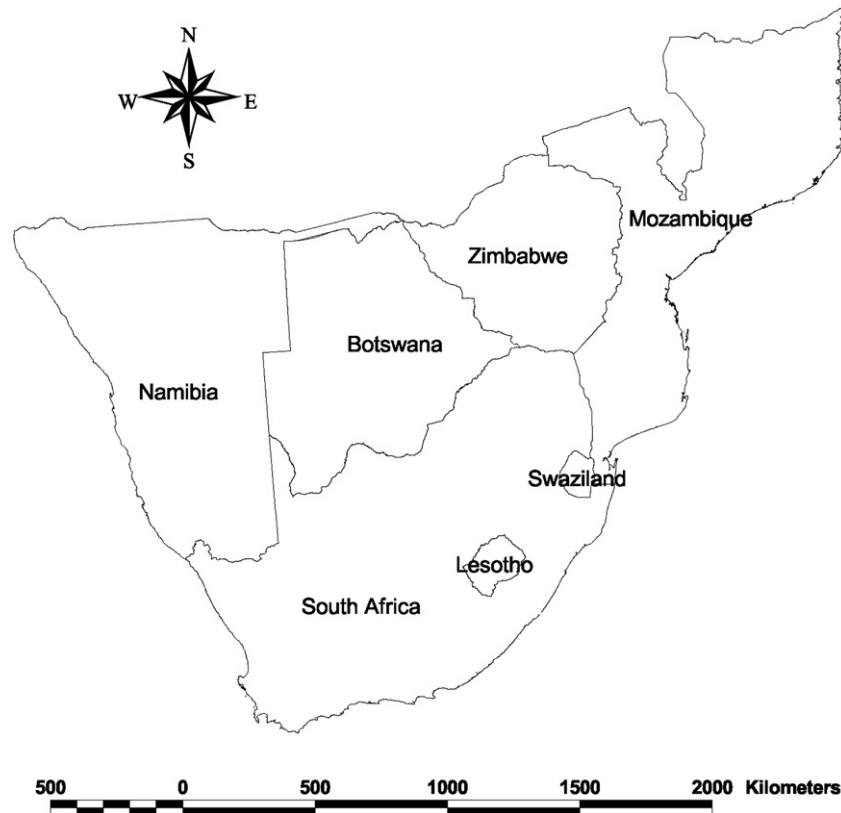 N
W E
S
Mozambique
Zimbabwe
Botswana
Namibia
Swaziland
Lesotho
South Africa
500 0 500 1000 1500 2000 Kilometers